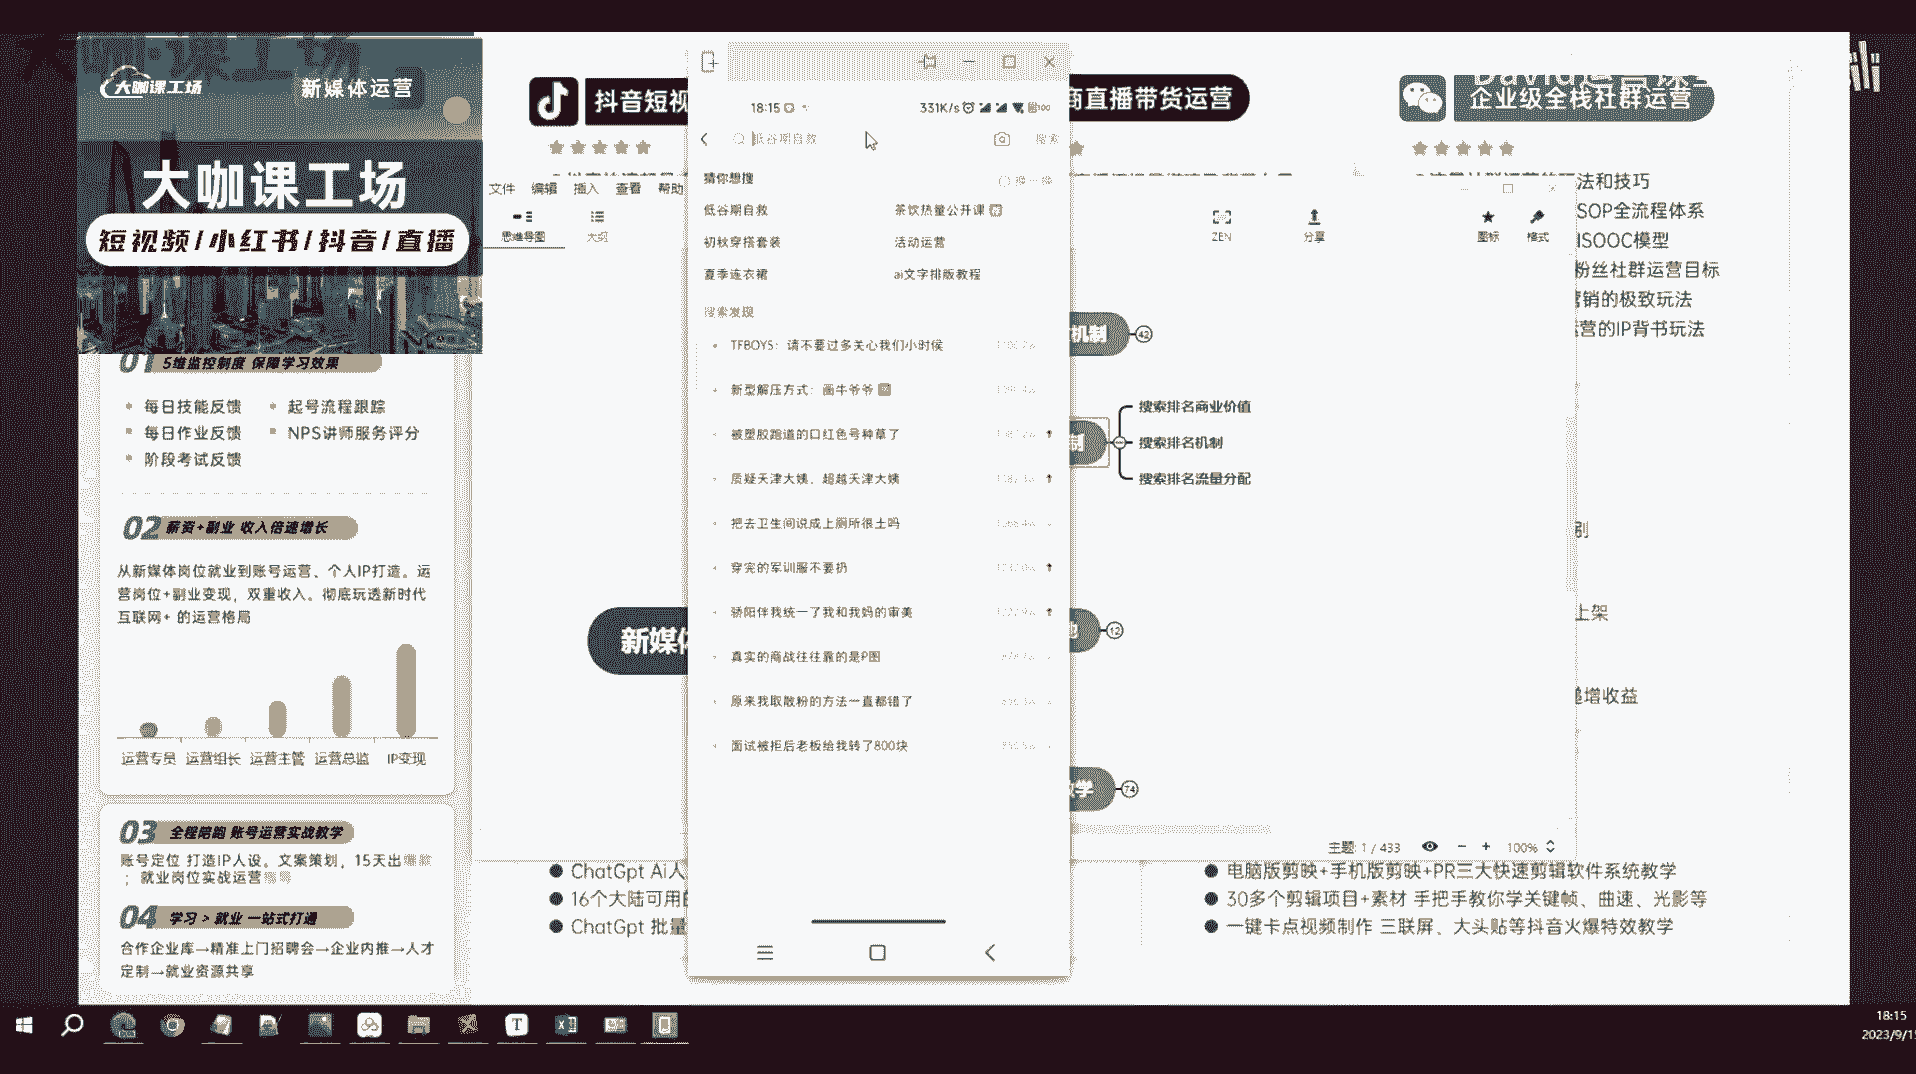 大咖课工场
新媒体运营
大咖课工场
短视频/小红书/抖音/直播
01 5维监控制度 保障学习效果
每日技能反馈
起号流程跟踪
每日作业反馈
NPS讲师服务评分
阶段考试反馈
02 薪资+副业 收入倍速增长
从新媒体岗位就业到账号运营、个人IP打造。运
营岗位+副业变现，双重收入。彻底玩透新时代
互联网+ 的运营格局
运营专员 运营组长 运营主管 运营总监 IP变现
03 全程陪跑 账号运营实战教学
账号定位 打造IP人设。文案策划，15天出
；就业岗位实战运营
04 学习 > 就业 一站式打通
合作企业库→精准上门招聘会→企业内推→人才
定制→就业资源共享
抖音短视
商直播带货运营
企业级全栈社群运营
文件 编辑 插入 查看 帮助
思维导图
大纲
ZEN
分享
图标
格式
18:15
331K/s
100
低谷期自救
搜索
猜你想搜
换一换
低谷期自救
茶饮热量公开课
初秋穿搭套装
活动运营
夏季连衣裙
ai文字排版教程
搜索发现
TFBOYS：请不要过多关心我们小时候
新型解压方式：画牛爷爷
被塑胶跑道的口红色号种草了
质疑天津大姨，超越天津大姨
把去卫生间说成上厕所很土吗
穿完的军训服不要扔
骄阳伴我统一了我和我妈的审美
真实的商战往往靠的是P图
原来我取散粉的方法一直都错了
面试被拒后老板给我转了800块
法和技巧
SOP全流程体系
ISOOC模型
粉丝社群运营目标
营销的极致玩法
运营的IP背书玩法
机制
42
制
搜索排名商业价值
搜索排名机制
搜索排名流量分配
别
上架
递增收益
新媒体
12
学
74
主题: 1 / 433
100%
ChatGpt Ai人
16个大陆可用的
ChatGpt 批量
电脑版剪映+手机版剪映+PR三大快速剪辑软件系统教学
30多个剪辑项目+素材 手把手教你学关键帧、曲速、光影等
一键卡点视频制作 三联屏、大头贴等抖音火爆特效教学
18:15
2023/9/15